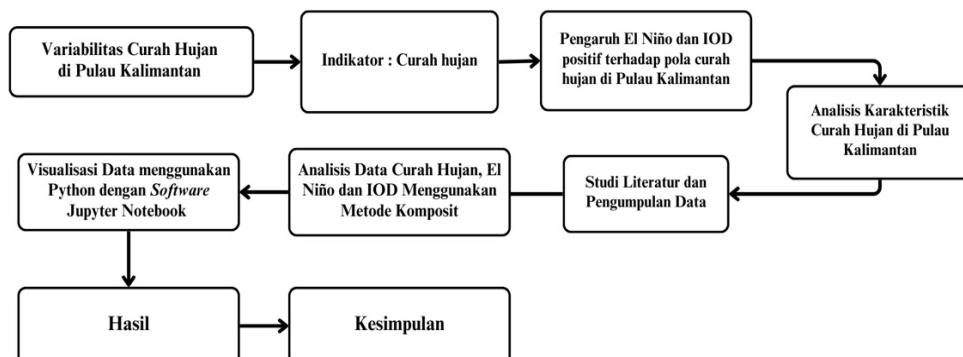 Variabilitas Curah Hujan
di Pulau Kalimantan
Indikator : Curah hujan
Pengaruh El Niño dan IOD
positif terhadap pola curah
hujan di Pulau Kalimantan
Analisis Karakteristik
Curah Hujan di Pulau
Kalimantan
Studi Literatur dan
Pengumpulan Data
Analisis Data Curah Hujan, El
Niño dan IOD Menggunakan
Metode Komposit
Visualisasi Data menggunakan
Python dengan Software
Jupyter Notebook
Hasil
Kesimpulan